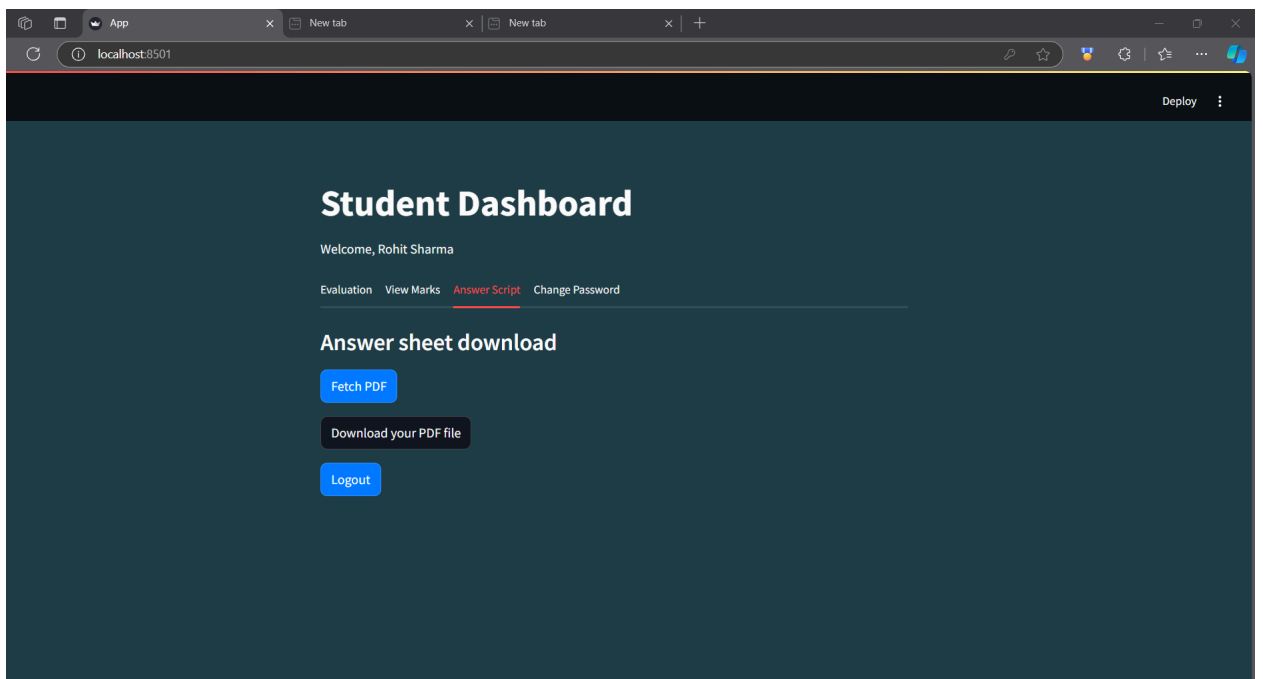 App
New tab
New tab
localhost:8501
Deploy
Student Dashboard
Welcome, Rohit Sharma
Evaluation View Marks Answer Script Change Password
Answer sheet download
Fetch PDF
Download your PDF file
Logout